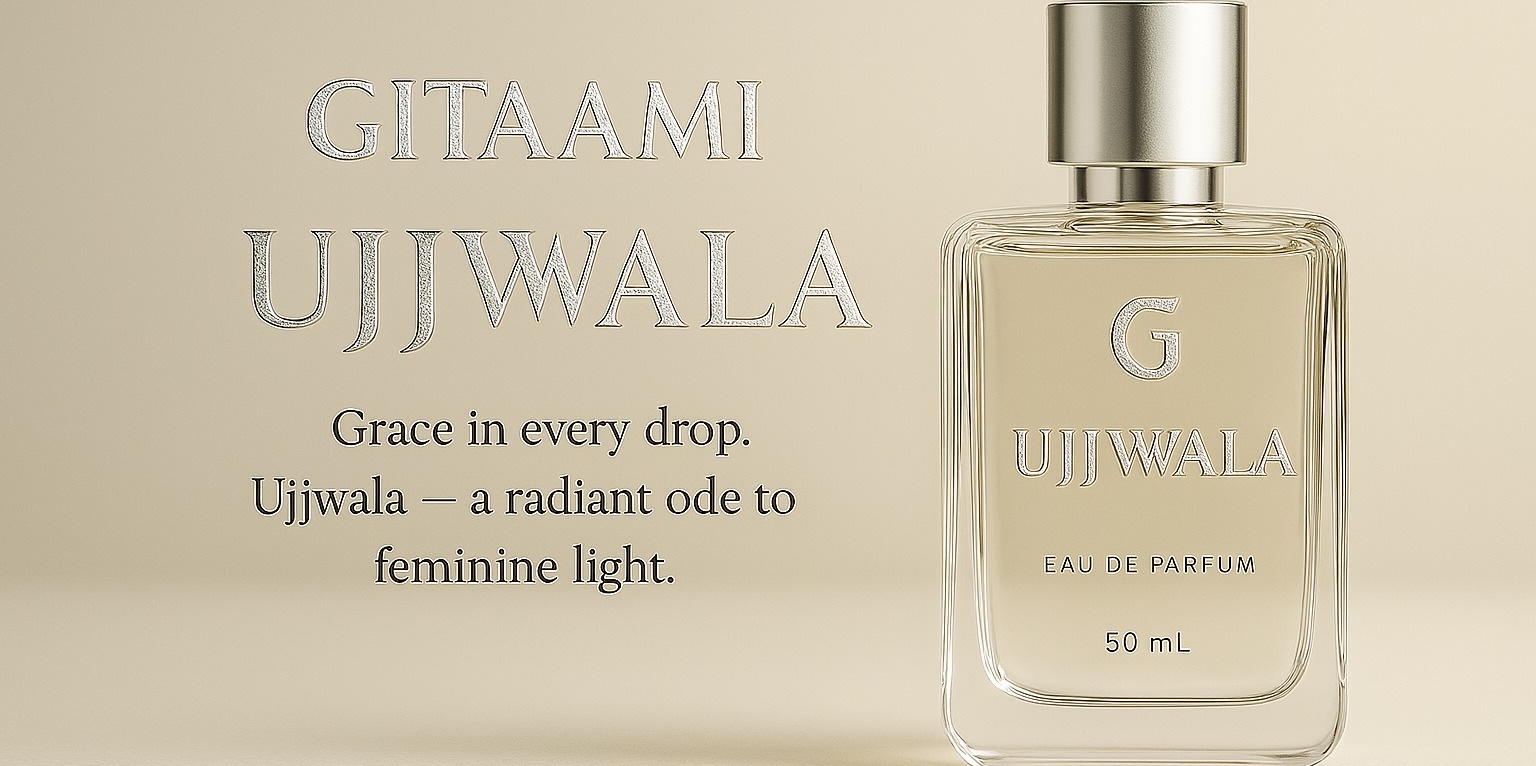 GITAAMI
UJJWALA
Grace in every drop.
Ujjwala — a radiant ode to
feminine light.
G
UJJWALA
EAU DE PARFUM
50 mL